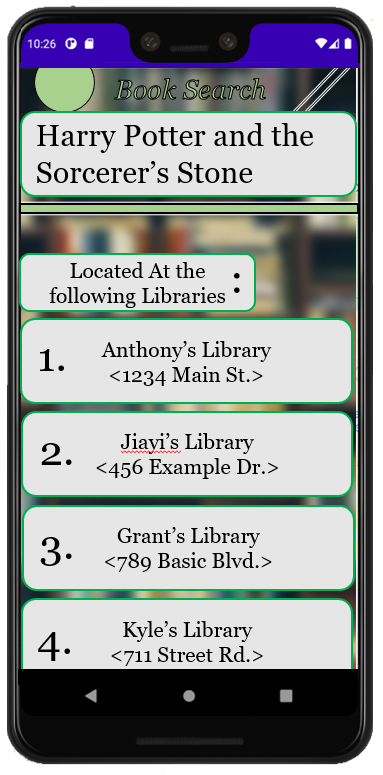 10:26
Book Search
Harry Potter and the
Sorcerer’s Stone
Located At the
following Libraries :
1. Anthony’s Library
<1234 Main St.>
2. Jiayi’s Library
<456 Example Dr.>
3. Grant’s Library
<789 Basic Blvd.>
4. Kyle’s Library
<711 Street Rd.>